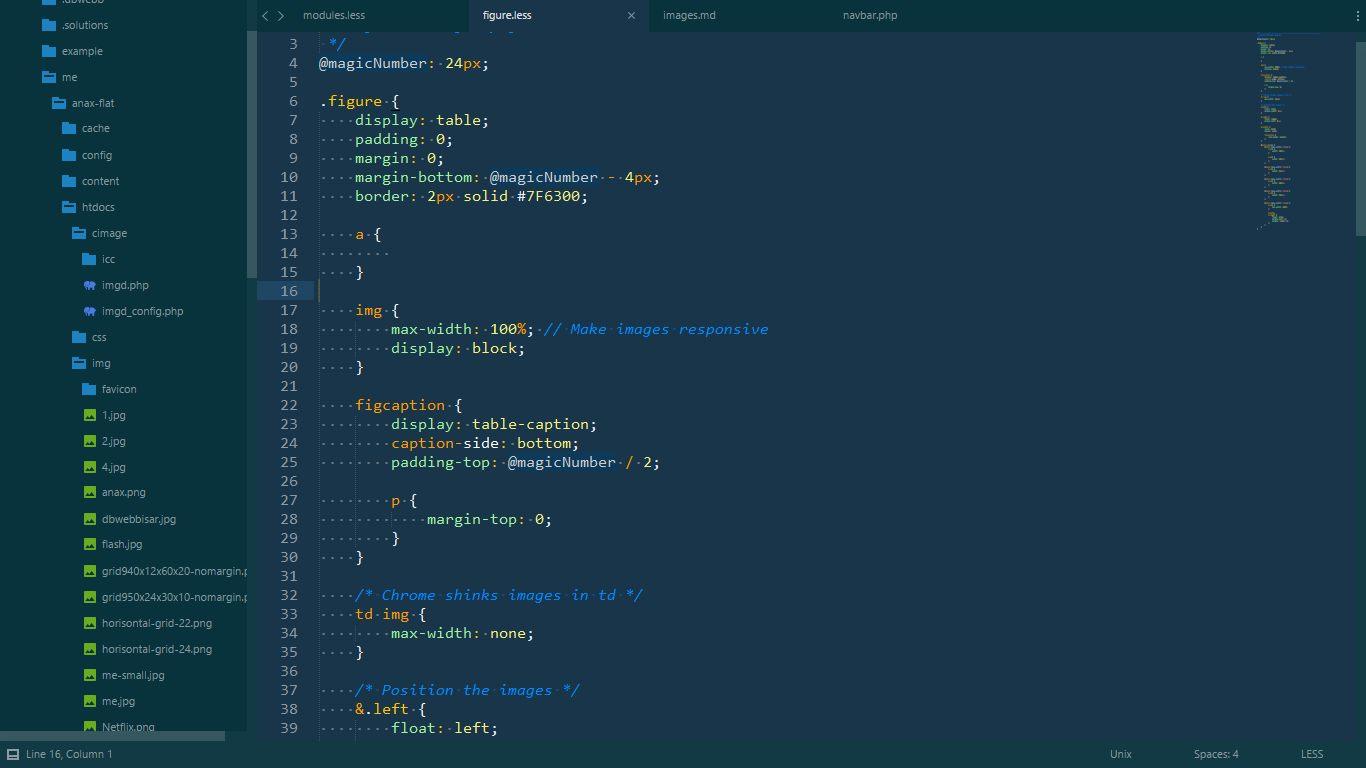 .dbwebb
.solutions
example
me
anax-flat
cache
config
content
htdocs
cimage
icc
imgd.php
imgd_config.php
css
img
favicon
1.jpg
2.jpg
4.jpg
anax.png
dbwebbisar.jpg
flash.jpg
grid940x12x60x20-nomargin.p
grid950x24x30x10-nomargin.p
horisontal-grid-22.png
horisontal-grid-24.png
me-small.jpg
me.jpg
Netflix.png
modules.less
figure.less
images.md
navbar.php
3 */
4 @magicNumber: 24px;
5
6 .figure {
7 display: table;
8 padding: 0;
9 margin: 0;
10 margin-bottom: @magicNumber - 4px;
11 border: 2px solid #7F6300;
12
13 a {
14
15 }
16
17 img {
18 max-width: 100%; // Make images responsive
19 display: block;
20 }
21
22 figcaption {
23 display: table-caption;
24 caption-side: bottom;
25 padding-top: @magicNumber / 2;
26
27 p {
28 margin-top: 0;
29 }
30 }
31
32 /* Chrome shinks images in td */
33 td img {
34 max-width: none;
35 }
36
37 /* Position the images */
38 &.left {
39 float: left;
Line 16, Column 1
Unix
Spaces: 4
LESS